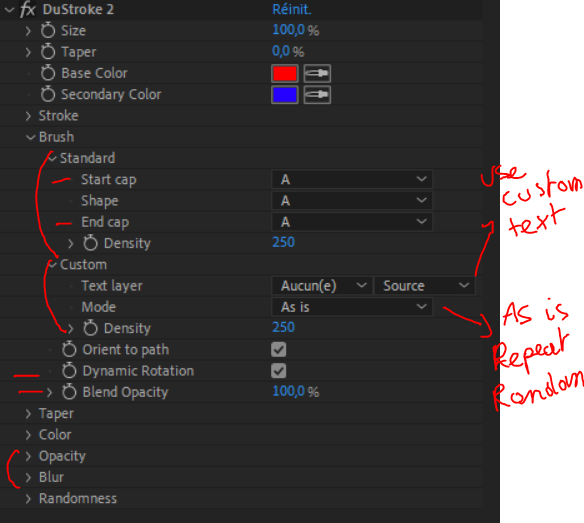 fx DuStroke 2 Réinit.
Size 100,0 %
Taper 0,0 %
Base Color
Secondary Color
Stroke
Brush
Standard
Start cap A
Shape A
End cap A
Density 250
Custom
Text layer Aucun(e) Source
Mode As is
Density 250
Orient to path
Dynamic Rotation
Blend Opacity 100,0 %
Taper
Color
Opacity
Blur
Randomness
use
custom
text
As is
Repeat
Random